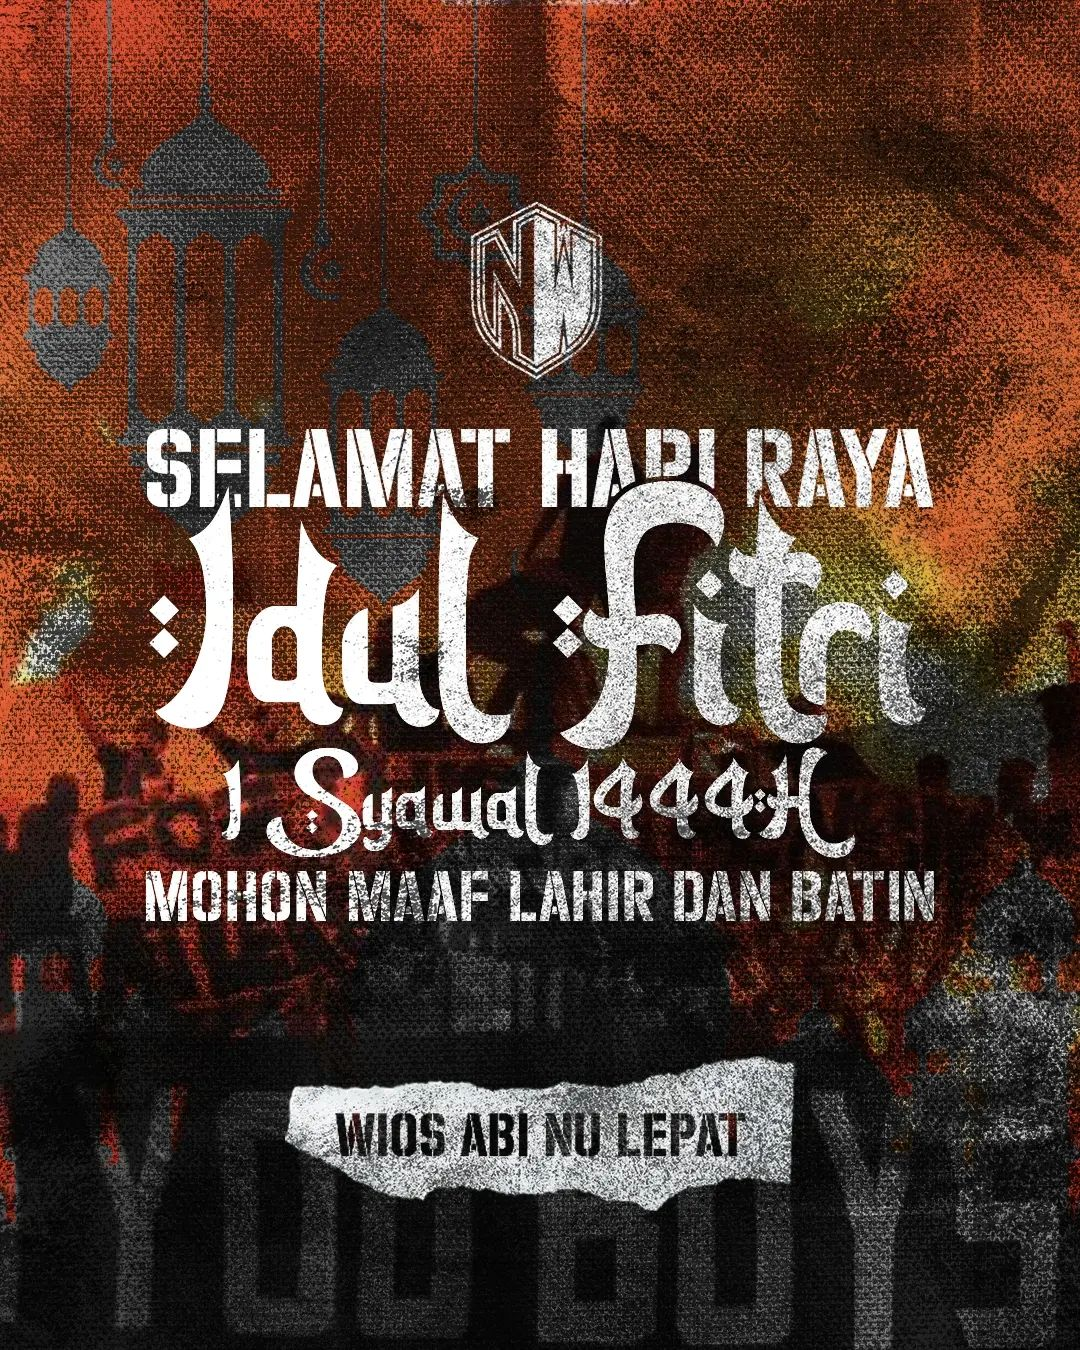 NW
SELAMAT HARI RAYA
Idul Fitri
1 Syawal 1444H
MOHON MAAF LAHIR DAN BATIN
WIOS ABI NU LEPAT